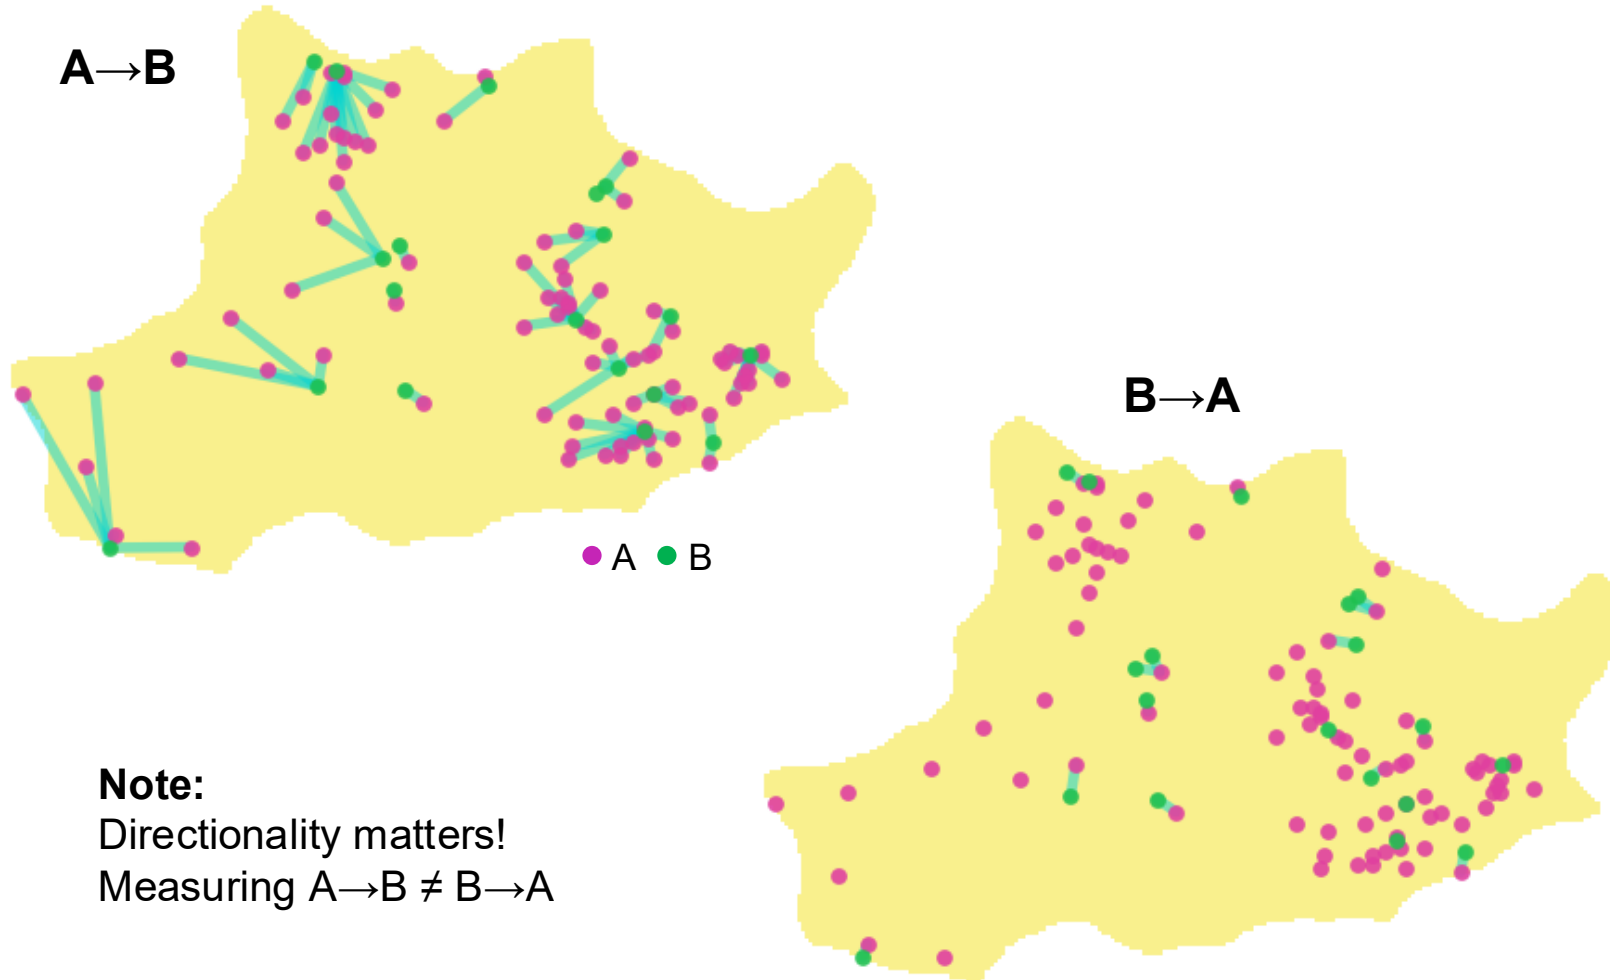 A→B
B→A
A B
Note:
Directionality matters!
Measuring A→B ≠ B→A